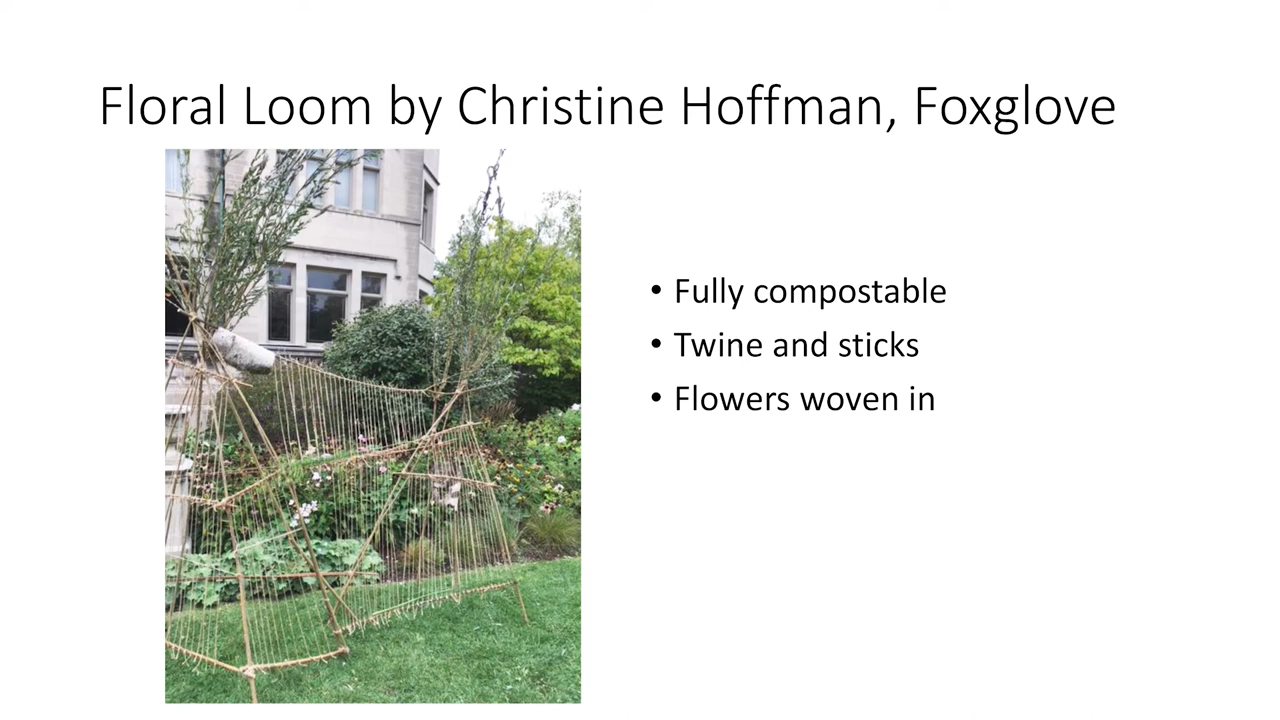 Floral Loom by Christine Hoffman, Foxglove
• Fully compostable
• Twine and sticks
• Flowers woven in